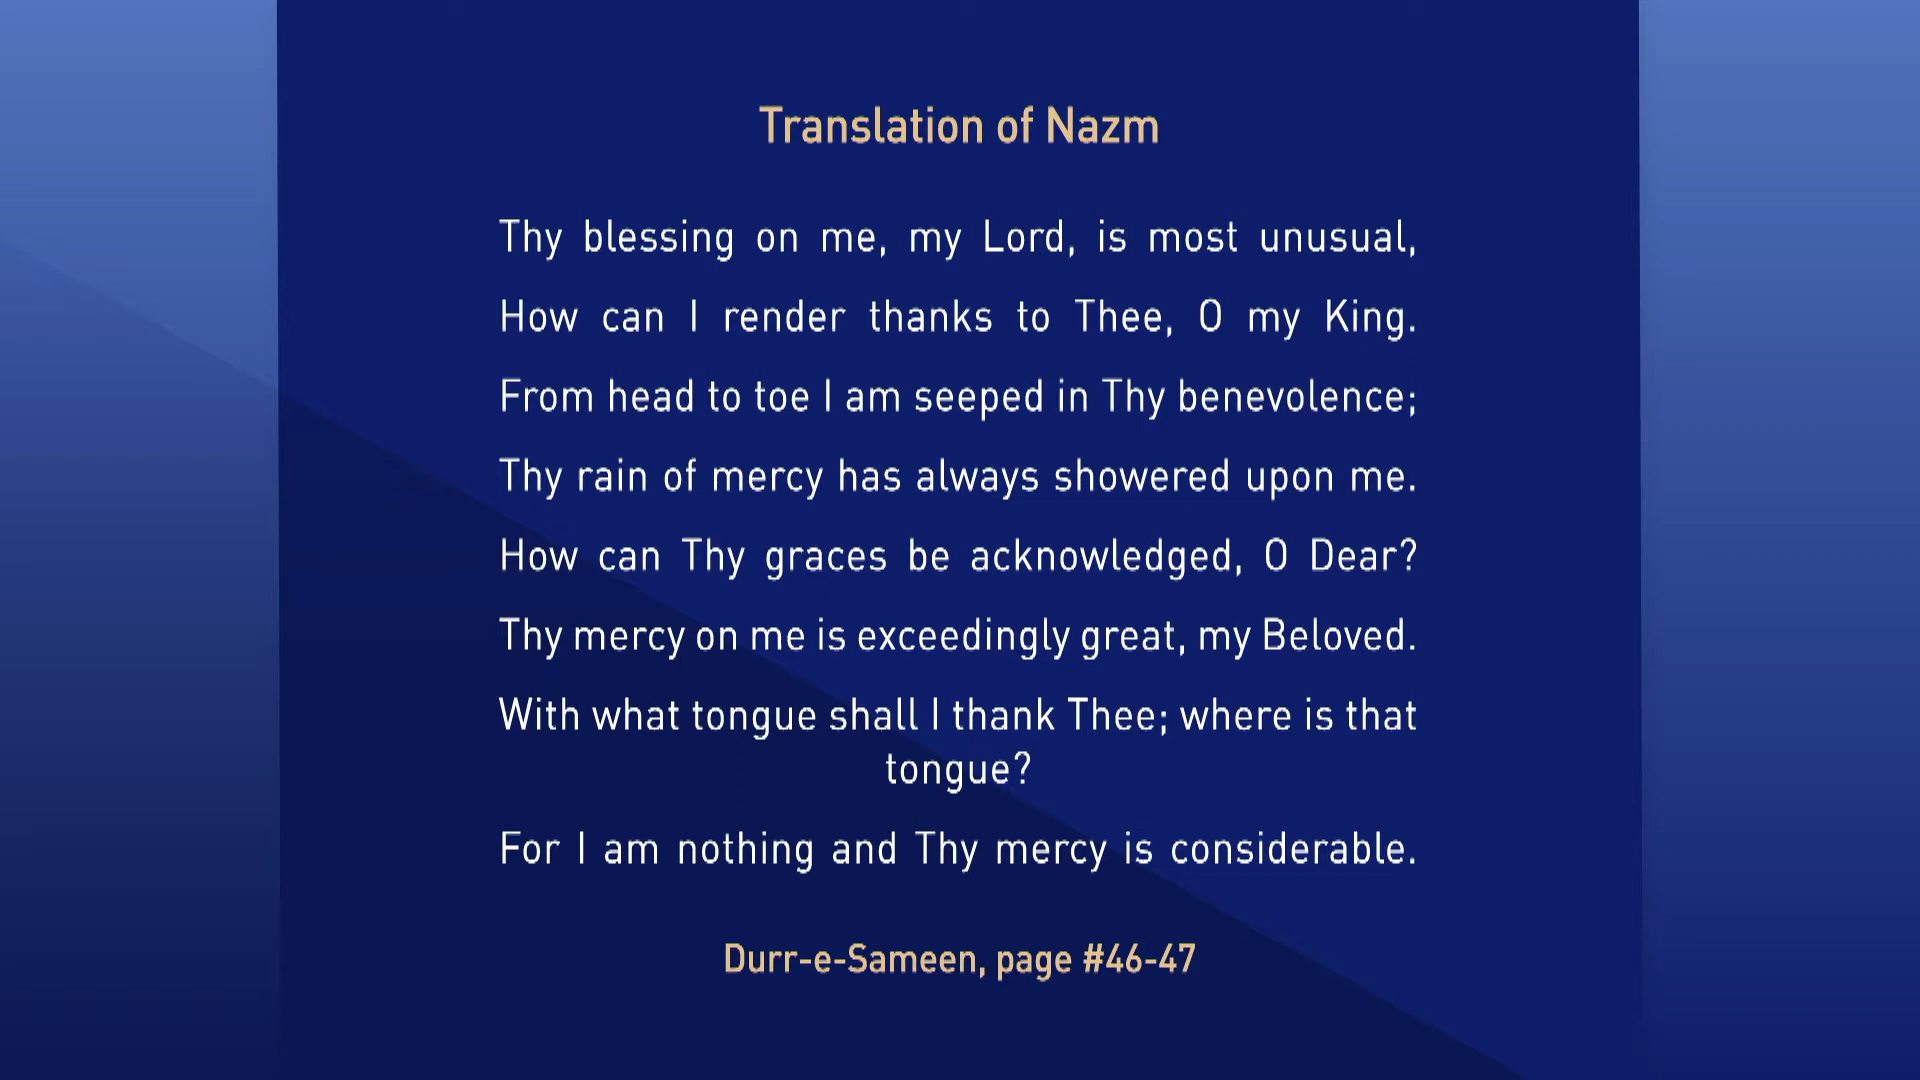 Translation of Nazm
Thy blessing on me, my Lord, is most unusual,
How can I render thanks to Thee, O my King.
From head to toe I am seeped in Thy benevolence;
Thy rain of mercy has always showered upon me.
How can Thy graces be acknowledged, O Dear?
Thy mercy on me is exceedingly great, my Beloved.
With what tongue shall I thank Thee; where is that
tongue?
For I am nothing and Thy mercy is considerable.
Durr-e-Sameen, page #46-47